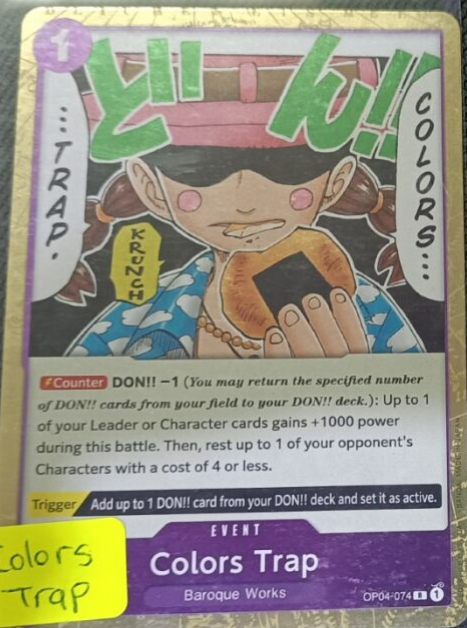 1
どん!!
COLORS...
...TRAP.
KRUNCH
Counter DON!! −1 (You may return the specified number
of DON!! cards from your field to your DON!! deck.): Up to 1
of your Leader or Character cards gains +1000 power
during this battle. Then, rest up to 1 of your opponent's
Characters with a cost of 4 or less.
Trigger Add up to 1 DON!! card from your DON!! deck and set it as active.
EVENT
Colors Trap
Baroque Works
OP04-074 R 1
Colors
Trap